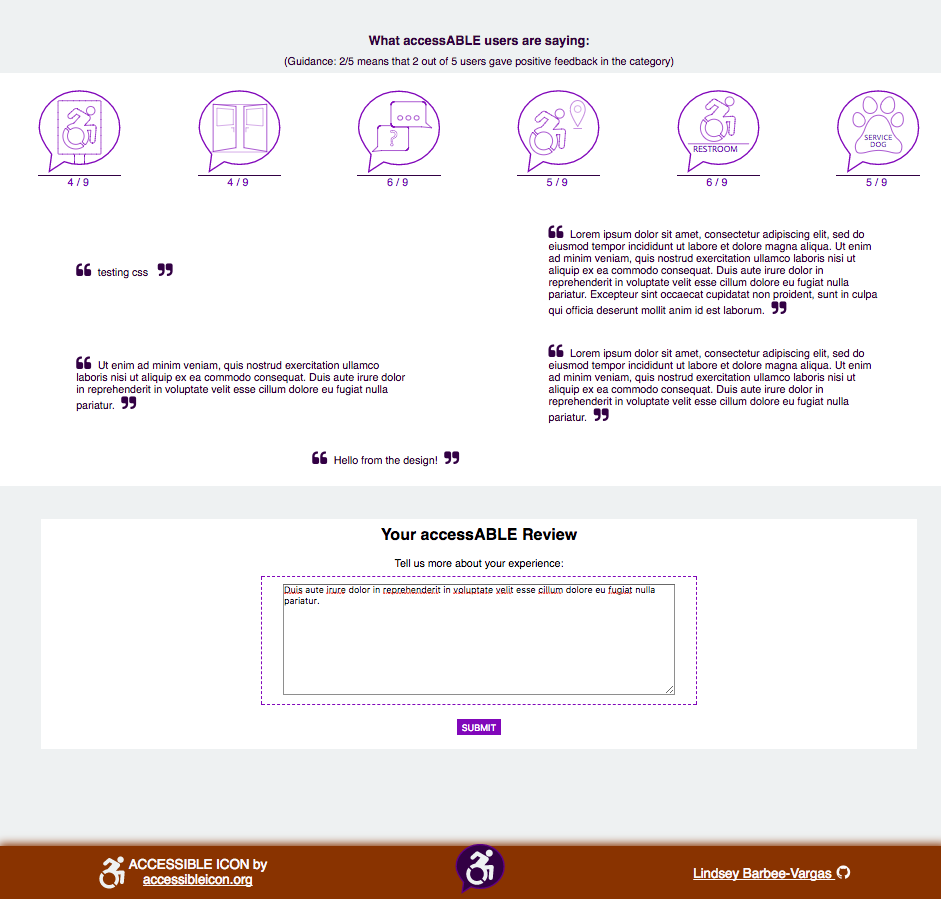 What accessABLE users are saying:
(Guidance: 2/5 means that 2 out of 5 users gave positive feedback in the category)
?
RESTROOM
SERVICE
DOG
4 / 9
4 / 9
6 / 9
5 / 9
6 / 9
5 / 9
❝ testing css ❞
❝ Lorem ipsum dolor sit amet, consectetur adipiscing elit, sed do
eiusmod tempor incididunt ut labore et dolore magna aliqua. Ut enim
ad minim veniam, quis nostrud exercitation ullamco laboris nisi ut
aliquip ex ea commodo consequat. Duis aute irure dolor in
reprehenderit in voluptate velit esse cillum dolore eu fugiat nulla
pariatur. Excepteur sint occaecat cupidatat non proident, sunt in culpa
qui officia deserunt mollit anim id est laborum. ❞
❝ Ut enim ad minim veniam, quis nostrud exercitation ullamco
laboris nisi ut aliquip ex ea commodo consequat. Duis aute irure dolor
in reprehenderit in voluptate velit esse cillum dolore eu fugiat nulla
pariatur. ❞
❝ Lorem ipsum dolor sit amet, consectetur adipiscing elit, sed do
eiusmod tempor incididunt ut labore et dolore magna aliqua. Ut enim
ad minim veniam, quis nostrud exercitation ullamco laboris nisi ut
aliquip ex ea commodo consequat. Duis aute irure dolor in
reprehenderit in voluptate velit esse cillum dolore eu fugiat nulla
pariatur. ❞
❝ Hello from the design! ❞
Your accessABLE Review
Tell us more about your experience:
Duis aute irure dolor in reprehenderit in voluptate velit esse cillum dolore eu fugiat nulla
pariatur.
SUBMIT
ACCESSIBLE ICON by
accessibleicon.org
Lindsey Barbee-Vargas